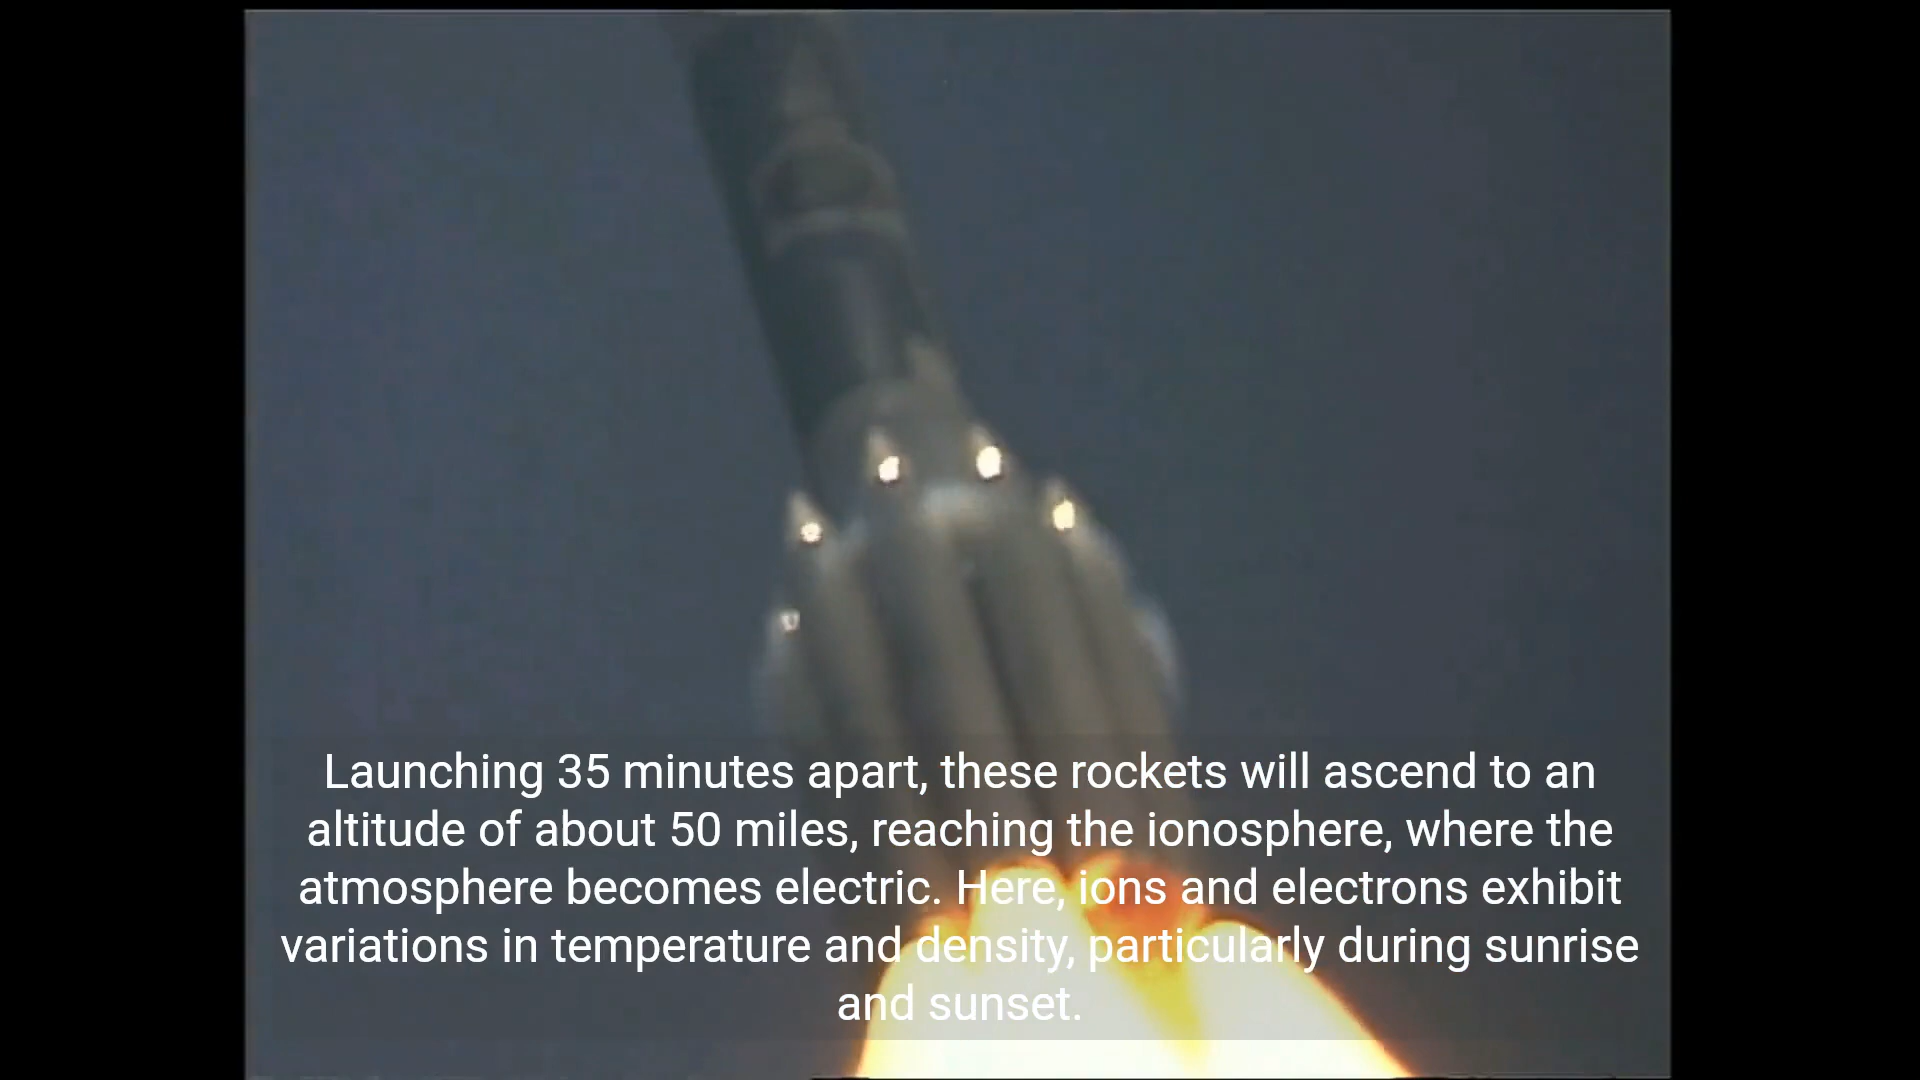 Launching 35 minutes apart, these rockets will ascend to an
altitude of about 50 miles, reaching the ionosphere, where the
atmosphere becomes electric. Here, ions and electrons exhibit
variations in temperature and density, particularly during sunrise
and sunset.